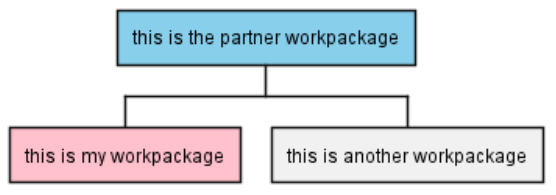 this is the partner workpackage
this is my workpackage
this is another workpackage